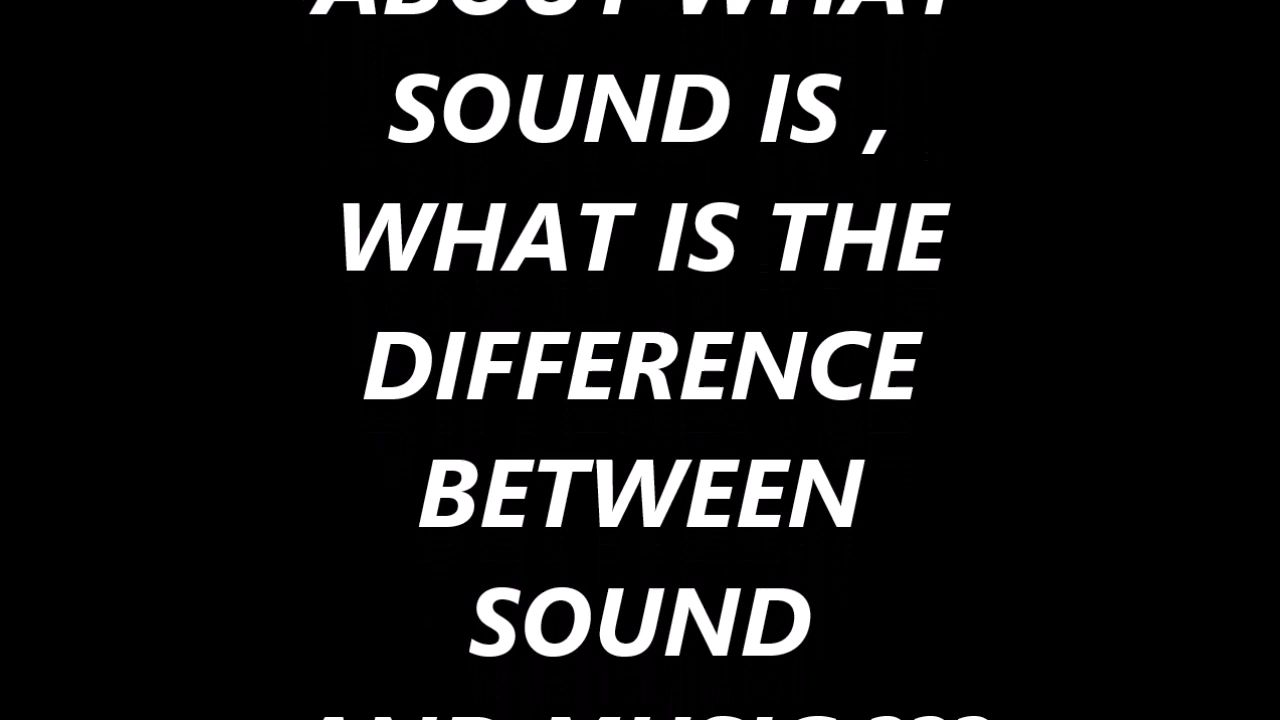 ABOUT WHAT
SOUND IS ,
WHAT IS THE
DIFFERENCE
BETWEEN
SOUND
AND MUSIC ???